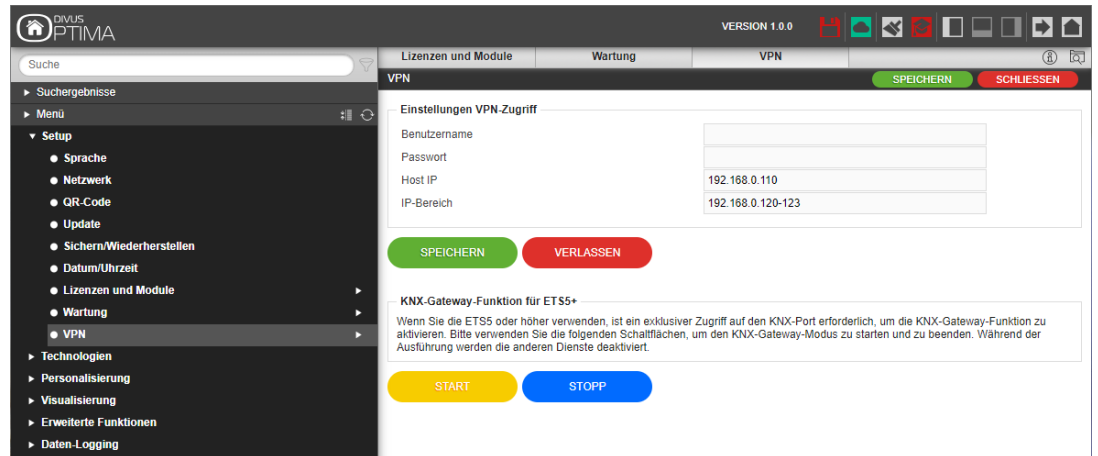 DIVUS
OPTIMA
VERSION 1.0.0
Suche
Suchergebnisse
Menü
Setup
Sprache
Netzwerk
QR-Code
Update
Sichern/Wiederherstellen
Datum/Uhrzeit
Lizenzen und Module
Wartung
VPN
Technologien
Personalisierung
Visualisierung
Erweiterte Funktionen
Daten-Logging
Lizenzen und Module Wartung VPN
VPN SPEICHERN SCHLIESSEN
Einstellungen VPN-Zugriff
Benutzername
Passwort
Host IP 192.168.0.110
IP-Bereich 192.168.0.120-123
SPEICHERN VERLASSEN
KNX-Gateway-Funktion für ETS5+
Wenn Sie die ETS5 oder höher verwenden, ist ein exklusiver Zugriff auf den KNX-Port erforderlich, um die KNX-Gateway-Funktion zu
aktivieren. Bitte verwenden Sie die folgenden Schaltflächen, um den KNX-Gateway-Modus zu starten und zu beenden. Während der
Ausführung werden die anderen Dienste deaktiviert.
START STOPP